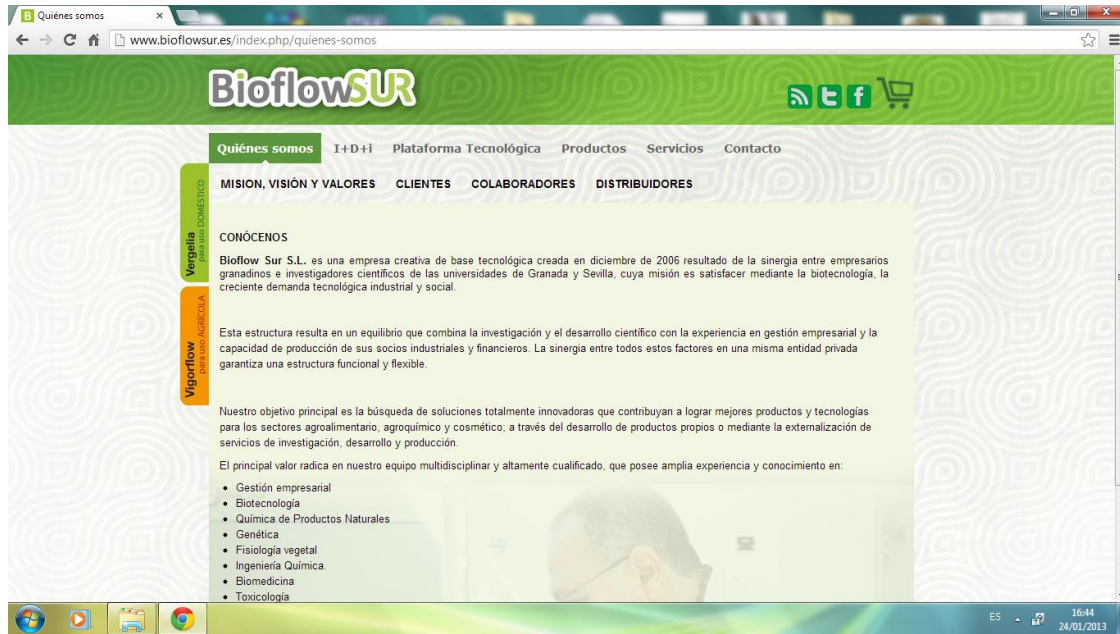 Quiénes somos
www.bioflowsur.es/index.php/quienes-somos
BioflowSUR
Quiénes somos I+D+i Plataforma Tecnológica Productos Servicios Contacto
MISION, VISIÓN Y VALORES CLIENTES COLABORADORES DISTRIBUIDORES
Vergelia
para uso DOMÉSTICO
Vigorflow
para uso AGRÍCOLA
CONÓCENOS
Bioflow Sur S.L. es una empresa creativa de base tecnológica creada en diciembre de 2006 resultado de la sinergia entre empresarios
granadinos e investigadores científicos de las universidades de Granada y Sevilla, cuya misión es satisfacer mediante la biotecnología, la
creciente demanda tecnológica industrial y social.
Esta estructura resulta en un equilibrio que combina la investigación y el desarrollo científico con la experiencia en gestión empresarial y la
capacidad de producción de sus socios industriales y financieros. La sinergia entre todos estos factores en una misma entidad privada
garantiza una estructura funcional y flexible.
Nuestro objetivo principal es la búsqueda de soluciones totalmente innovadoras que contribuyan a lograr mejores productos y tecnologías
para los sectores agroalimentario, agroquímico y cosmético; a través del desarrollo de productos propios o mediante la externalización de
servicios de investigación, desarrollo y producción.
El principal valor radica en nuestro equipo multidisciplinar y altamente cualificado, que posee amplia experiencia y conocimiento en:
• Gestión empresarial
• Biotecnología
• Química de Productos Naturales
• Genética
• Fisiología vegetal
• Ingeniería Química.
• Biomedicina
• Toxicología
ES
16:44
24/01/2013